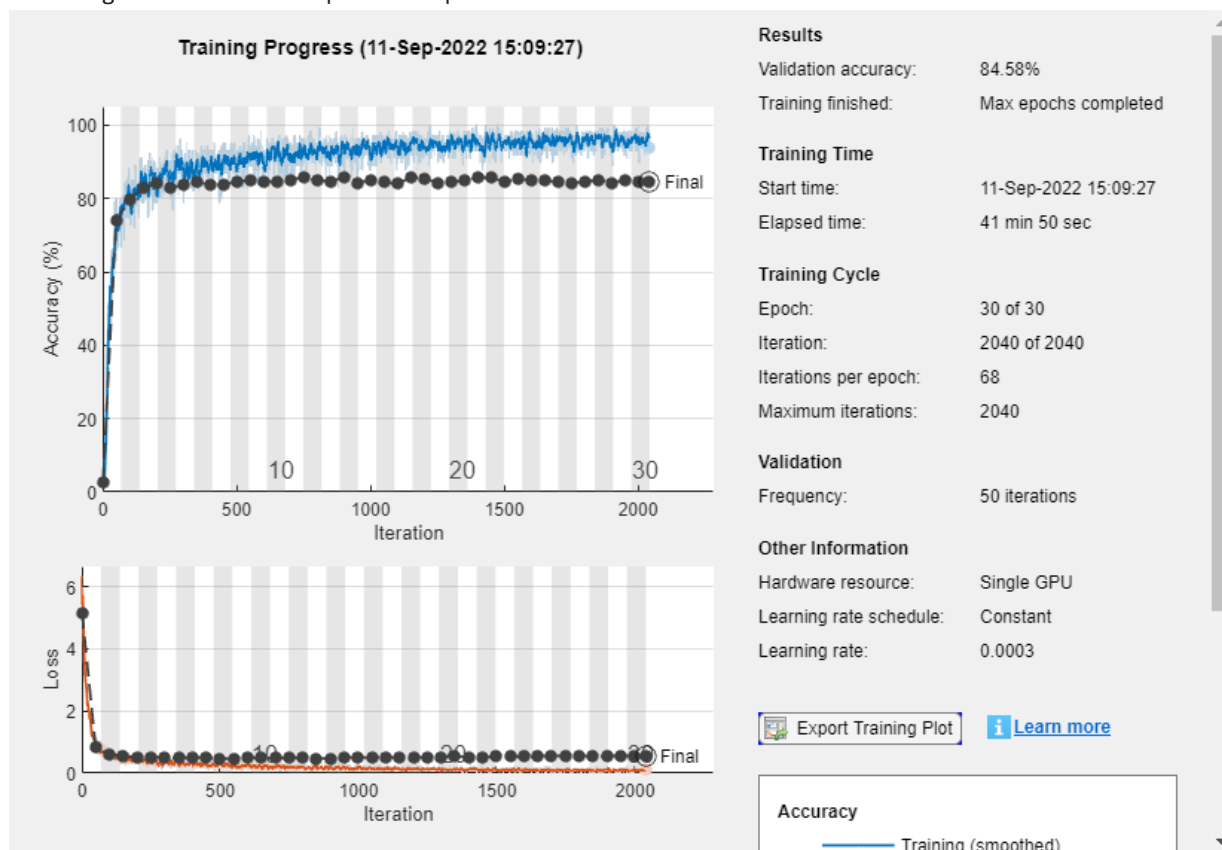 Training Progress (11-Sep-2022 15:09:27)
100
80
60
40
20
0
Accuracy (%)
Final
10
20
30
0
500
1000
1500
2000
Iteration
6
4
2
0
Loss
10
20
30
Final
0
500
1000
1500
2000
Iteration
Results
Validation accuracy: 84.58%
Training finished: Max epochs completed
Training Time
Start time: 11-Sep-2022 15:09:27
Elapsed time: 41 min 50 sec
Training Cycle
Epoch: 30 of 30
Iteration: 2040 of 2040
Iterations per epoch: 68
Maximum iterations: 2040
Validation
Frequency: 50 iterations
Other Information
Hardware resource: Single GPU
Learning rate schedule: Constant
Learning rate: 0.0003
Export Training Plot
i Learn more
Accuracy
Training (smoothed)